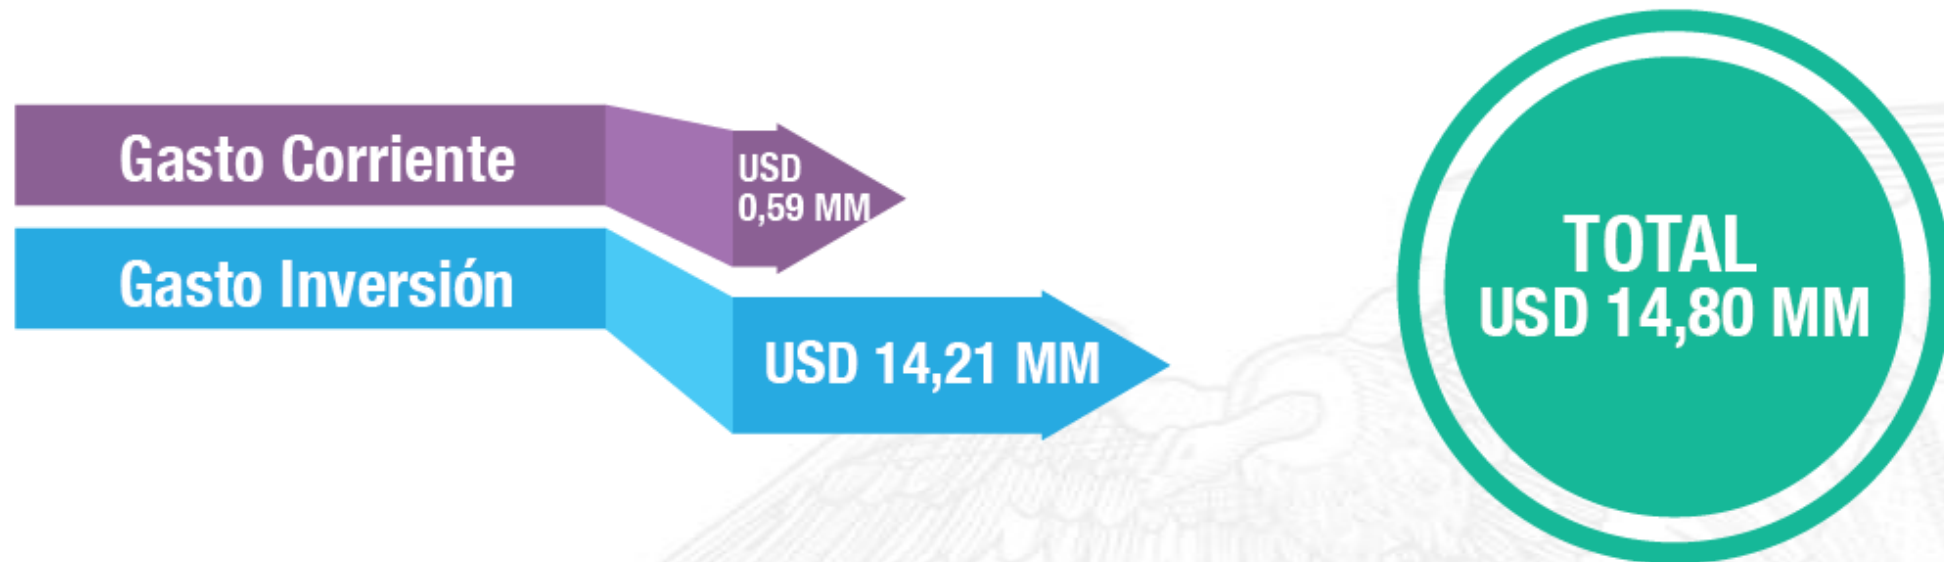 Gasto Corriente
USD
0,59 MM
Gasto Inversión
USD 14,21 MM
TOTAL
USD 14,80 MM